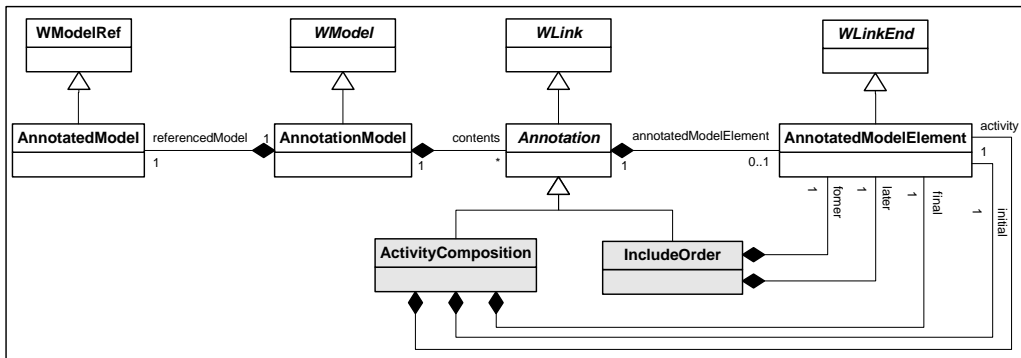 WModelRef
WModel
WLink
WLinkEnd
AnnotatedModel
referencedModel
1
1
AnnotationModel
contents
1
*
Annotation
annotatedModelElement
1
0..1
AnnotatedModelElement
activity
1
fomer
1
later
1
final
1
initial
1
ActivityComposition
IncludeOrder